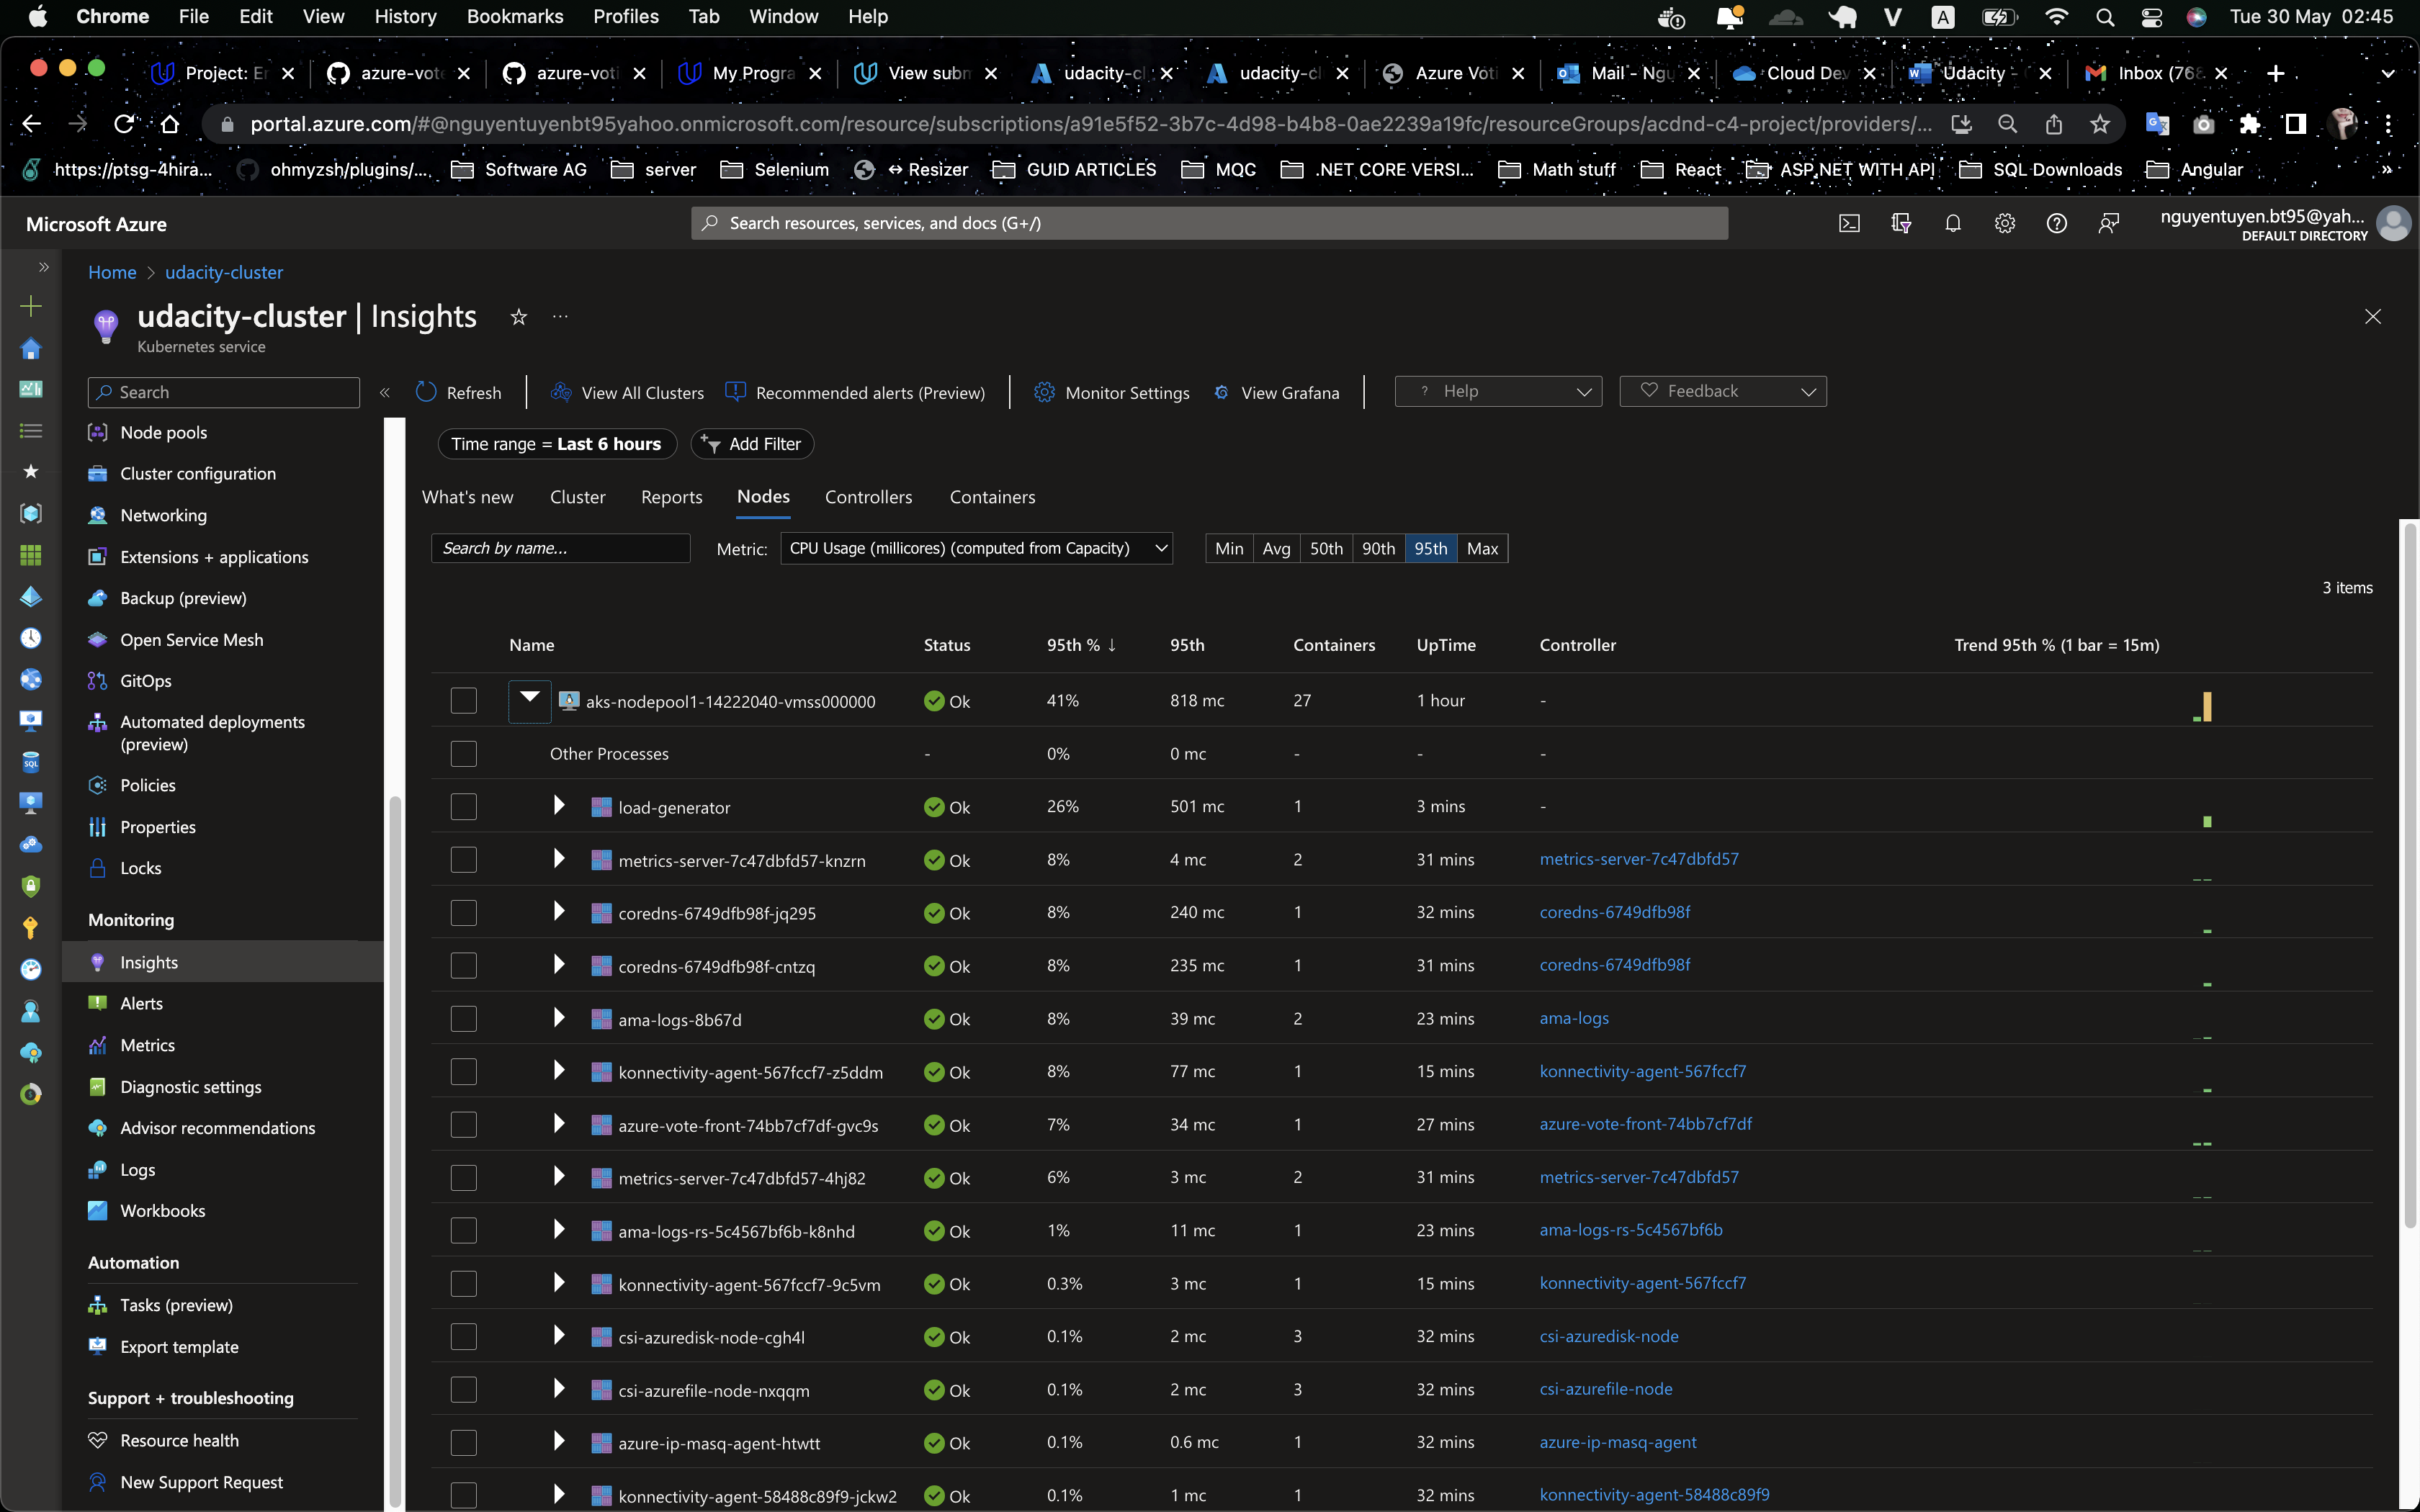 Chrome File Edit View History Bookmarks Profiles Tab Window Help V A Tue 30 May 02:45
Project: Er azure-vote azure-voti My Progra View subm udacity-cl udacity-cl Azure Voti Mail - Ngu Cloud Dev Udacity - Inbox (768
portal.azure.com/#@nguyentuyenbt95yahoo.onmicrosoft.com/resource/subscriptions/a91e5f52-3b7c-4d98-b4b8-0ae2239a19fc/resourceGroups/acdnd-c4-project/providers/...
https://ptsg-4hira... ohmyzsh/plugins/... Software AG server Selenium ↔ Resizer GUID ARTICLES MQC .NET CORE VERSI... Math stuff React ASP.NET WITH API SQL Downloads Angular »
Microsoft Azure
Search resources, services, and docs (G+/)
nguyentuyen.bt95@yah...
DEFAULT DIRECTORY
Home > udacity-cluster
udacity-cluster | Insights
Kubernetes service
Search
Refresh View All Clusters Recommended alerts (Preview) Monitor Settings View Grafana ? Help Feedback
Time range = Last 6 hours Add Filter
What's new Cluster Reports Nodes Controllers Containers
Search by name... Metric: CPU Usage (millicores) (computed from Capacity) Min Avg 50th 90th 95th Max
3 items
Node pools
Cluster configuration
Networking
Extensions + applications
Backup (preview)
Open Service Mesh
GitOps
Automated deployments
(preview)
Policies
Properties
Locks
Monitoring
Insights
Alerts
Metrics
Diagnostic settings
Advisor recommendations
Logs
Workbooks
Automation
Tasks (preview)
Export template
Support + troubleshooting
Resource health
New Support Request
Name Status 95th % ↓ 95th Containers UpTime Controller Trend 95th % (1 bar = 15m)
aks-nodepool1-14222040-vmss000000 Ok 41% 818 mc 27 1 hour -
Other Processes - 0% 0 mc - - -
load-generator Ok 26% 501 mc 1 3 mins -
metrics-server-7c47dbfd57-knzrn Ok 8% 4 mc 2 31 mins metrics-server-7c47dbfd57
coredns-6749dfb98f-jq295 Ok 8% 240 mc 1 32 mins coredns-6749dfb98f
coredns-6749dfb98f-cntzq Ok 8% 235 mc 1 31 mins coredns-6749dfb98f
ama-logs-8b67d Ok 8% 39 mc 2 23 mins ama-logs
konnectivity-agent-567fccf7-z5ddm Ok 8% 77 mc 1 15 mins konnectivity-agent-567fccf7
azure-vote-front-74bb7cf7df-gvc9s Ok 7% 34 mc 1 27 mins azure-vote-front-74bb7cf7df
metrics-server-7c47dbfd57-4hj82 Ok 6% 3 mc 2 31 mins metrics-server-7c47dbfd57
ama-logs-rs-5c4567bf6b-k8nhd Ok 1% 11 mc 1 23 mins ama-logs-rs-5c4567bf6b
konnectivity-agent-567fccf7-9c5vm Ok 0.3% 3 mc 1 15 mins konnectivity-agent-567fccf7
csi-azuredisk-node-cgh4l Ok 0.1% 2 mc 3 32 mins csi-azuredisk-node
csi-azurefile-node-nxqqm Ok 0.1% 2 mc 3 32 mins csi-azurefile-node
azure-ip-masq-agent-htwtt Ok 0.1% 0.6 mc 1 32 mins azure-ip-masq-agent
konnectivity-agent-58488c89f9-jckw2 Ok 0.1% 1 mc 1 32 mins konnectivity-agent-58488c89f9